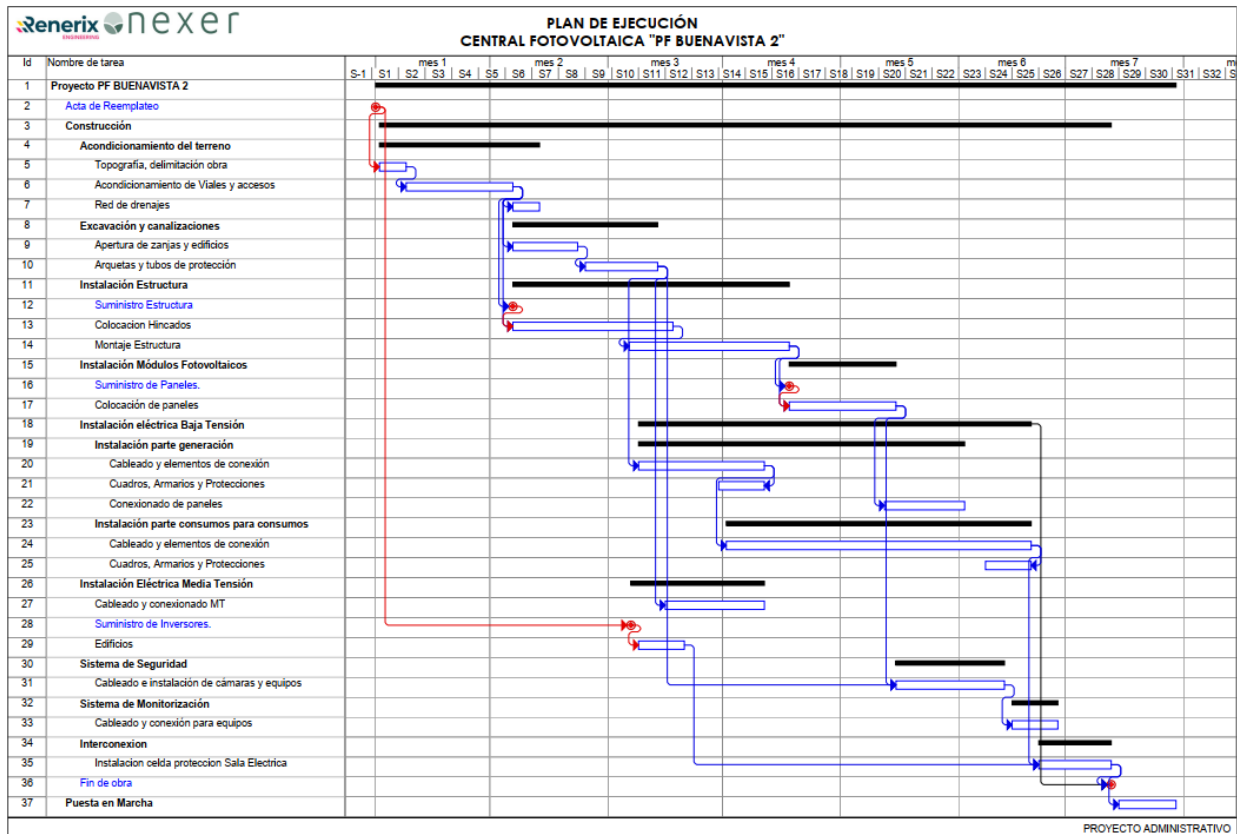 Renerix nexer
ENGINEERING
PLAN DE EJECUCIÓN
CENTRAL FOTOVOLTAICA "PF BUENAVISTA 2"
Id Nombre de tarea mes 1 mes 2 mes 3 mes 4 mes 5 mes 6 mes 7 m
S-1 S1 S2 S3 S4 S5 S6 S7 S8 S9 S10 S11 S12 S13 S14 S15 S16 S17 S18 S19 S20 S21 S22 S23 S24 S25 S26 S27 S28 S29 S30 S31 S32 S
1 Proyecto PF BUENAVISTA 2
2 Acta de Reemplateo
3 Construcción
4 Acondicionamiento del terreno
5 Topografía, delimitación obra
6 Acondicionamiento de Viales y accesos
7 Red de drenajes
8 Excavación y canalizaciones
9 Apertura de zanjas y edificios
10 Arquetas y tubos de protección
11 Instalación Estructura
12 Suministro Estructura
13 Colocacion Hincados
14 Montaje Estructura
15 Instalación Módulos Fotovoltaicos
16 Suministro de Paneles.
17 Colocación de paneles
18 Instalación eléctrica Baja Tensión
19 Instalación parte generación
20 Cableado y elementos de conexión
21 Cuadros, Armarios y Protecciones
22 Conexionado de paneles
23 Instalación parte consumos para consumos
24 Cableado y elementos de conexión
25 Cuadros, Armarios y Protecciones
26 Instalación Eléctrica Media Tensión
27 Cableado y conexionado MT
28 Suministro de Inversores.
29 Edificios
30 Sistema de Seguridad
31 Cableado e instalación de cámaras y equipos
32 Sistema de Monitorización
33 Cableado y conexión para equipos
34 Interconexion
35 Instalacion celda proteccion Sala Electrica
36 Fin de obra
37 Puesta en Marcha
PROYECTO ADMINISTRATIVO